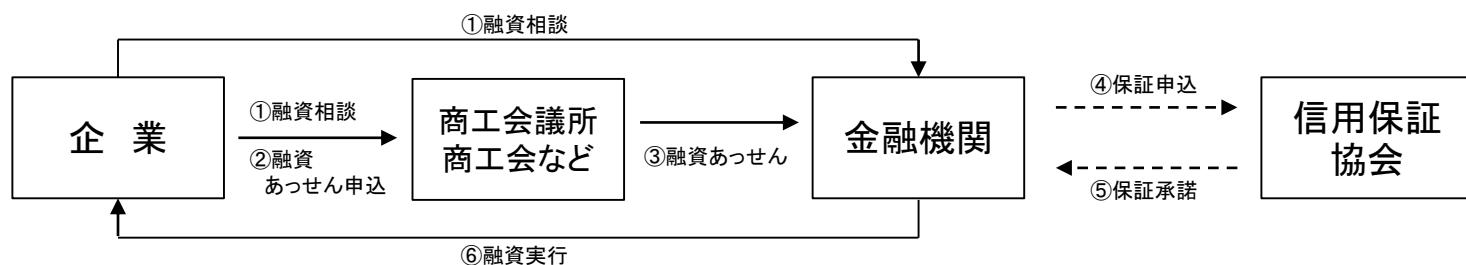 ①融資相談
企 業
①融資相談
②融資
あっせん申込
商工会議所
商工会など
③融資あっせん
金融機関
④保証申込
⑤保証承諾
信用保証
協会
⑥融資実行